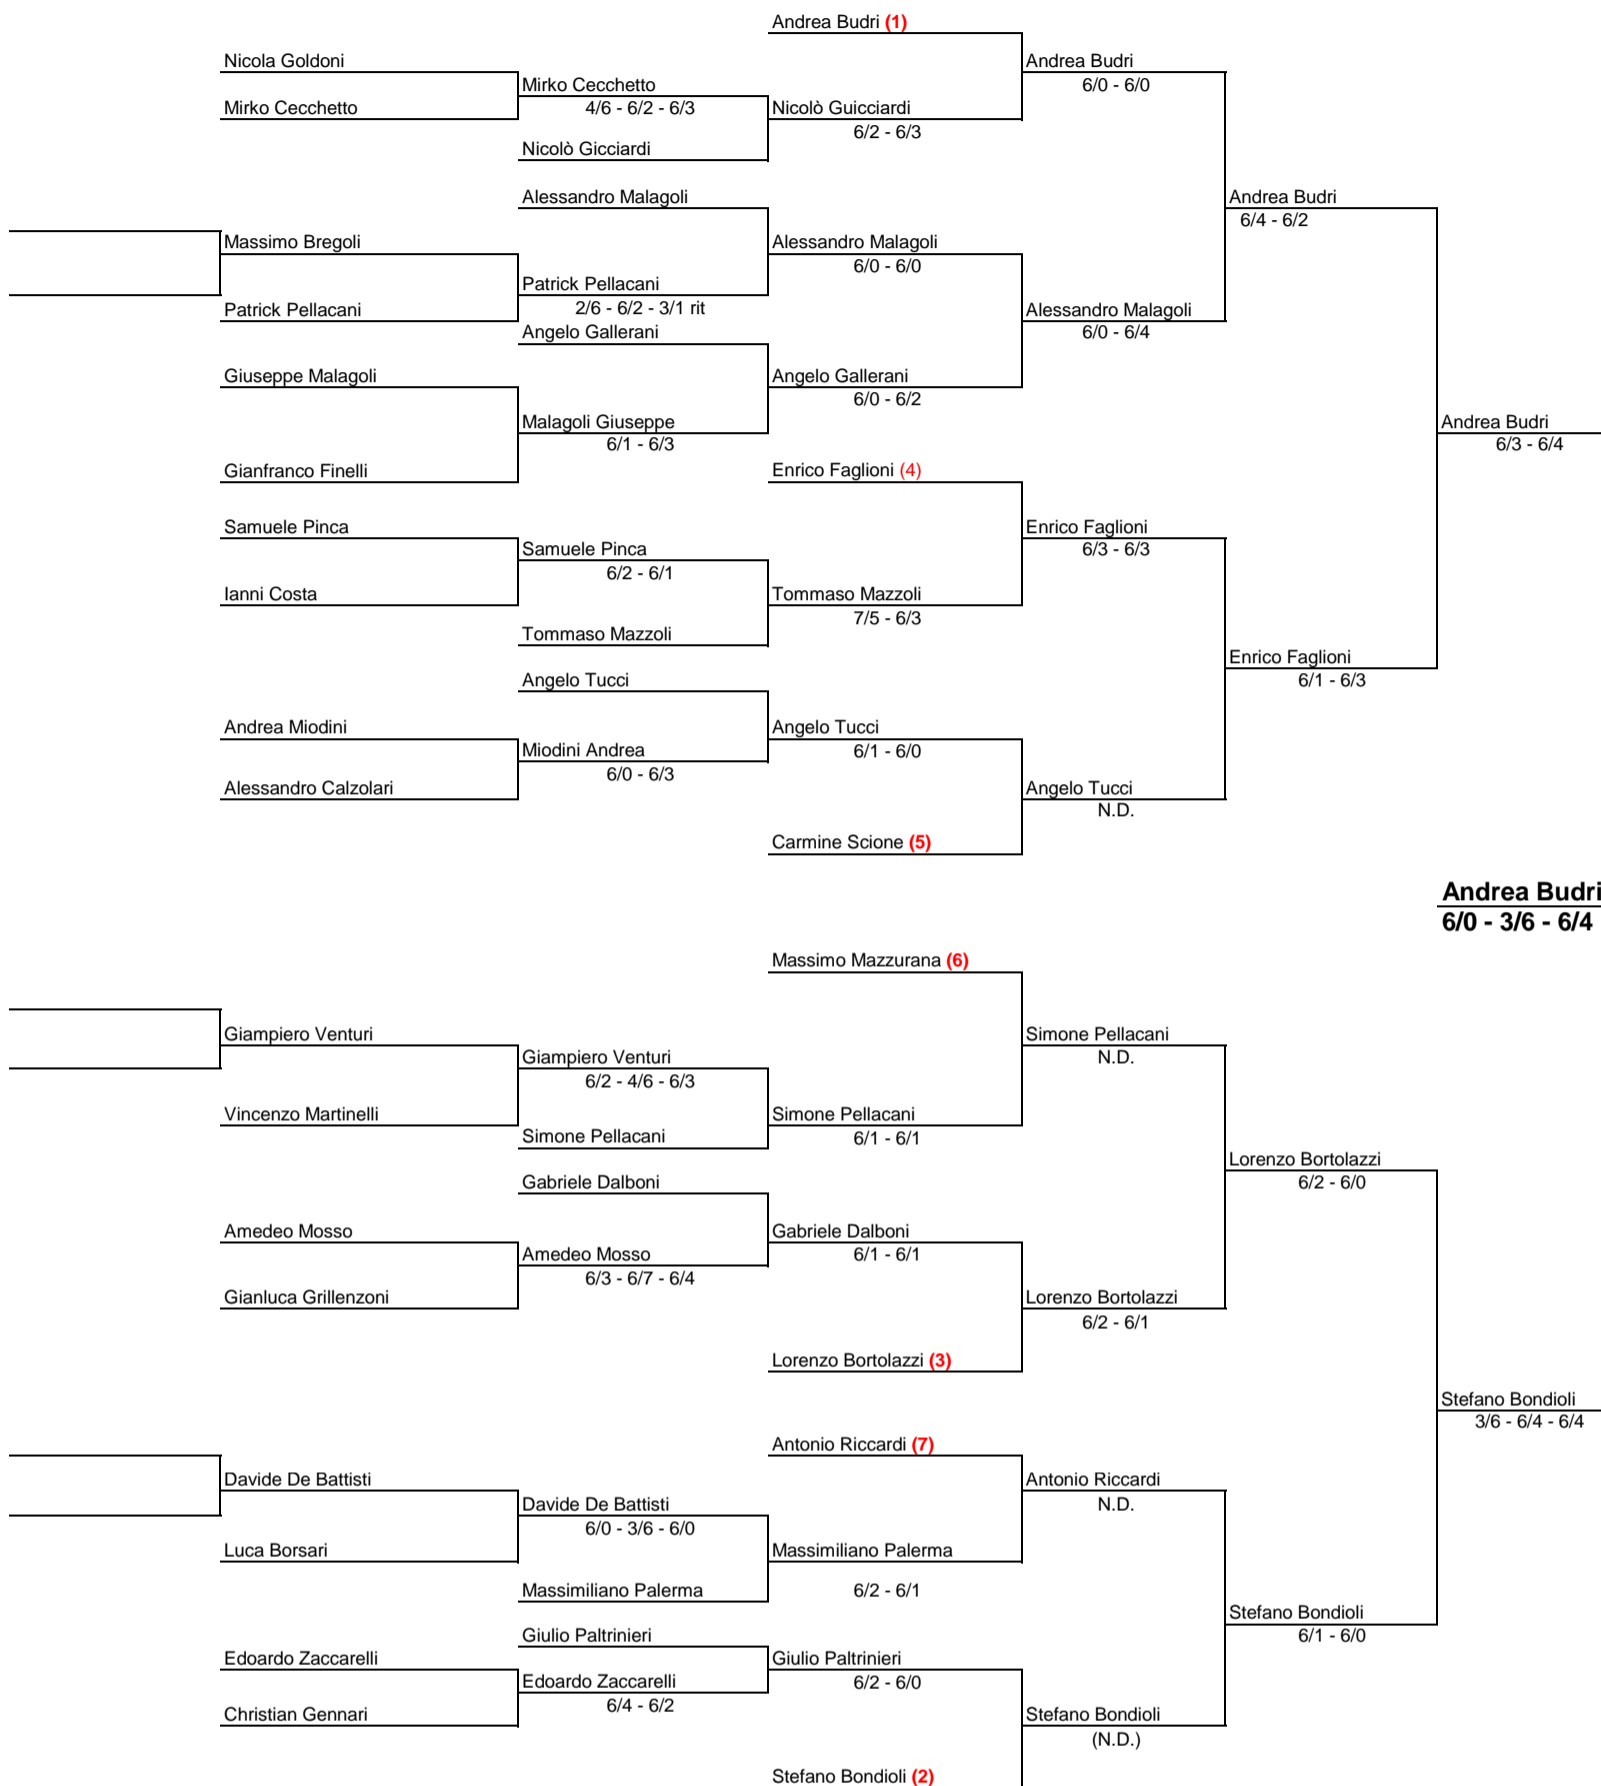 Andrea Budri (1)
Nicola Goldoni
Andrea Budri
6/0 - 6/0
Mirko Cecchetto
4/6 - 6/2 - 6/3
Mirko Cecchetto
Nicolò Guicciardi
6/2 - 6/3
Nicolò Gicciardi
Alessandro Malagoli
Andrea Budri
6/4 - 6/2
Massimo Bregoli
Alessandro Malagoli
6/0 - 6/0
Patrick Pellacani
2/6 - 6/2 - 3/1 rit
Patrick Pellacani
Alessandro Malagoli
6/0 - 6/4
Angelo Gallerani
Giuseppe Malagoli
Angelo Gallerani
6/0 - 6/2
Malagoli Giuseppe
6/1 - 6/3
Andrea Budri
6/3 - 6/4
Gianfranco Finelli
Enrico Faglioni (4)
Samuele Pinca
Enrico Faglioni
6/3 - 6/3
Samuele Pinca
6/2 - 6/1
Ianni Costa
Tommaso Mazzoli
7/5 - 6/3
Tommaso Mazzoli
Enrico Faglioni
6/1 - 6/3
Angelo Tucci
Andrea Miodini
Angelo Tucci
6/1 - 6/0
Miodini Andrea
6/0 - 6/3
Alessandro Calzolari
Angelo Tucci
N.D.
Carmine Scione (5)
Andrea Budri
6/0 - 3/6 - 6/4
Massimo Mazzurana (6)
Giampiero Venturi
Simone Pellacani
N.D.
Giampiero Venturi
6/2 - 4/6 - 6/3
Vincenzo Martinelli
Simone Pellacani
6/1 - 6/1
Simone Pellacani
Lorenzo Bortolazzi
6/2 - 6/0
Gabriele Dalboni
Amedeo Mosso
Gabriele Dalboni
6/1 - 6/1
Amedeo Mosso
6/3 - 6/7 - 6/4
Gianluca Grillenzoni
Lorenzo Bortolazzi
6/2 - 6/1
Lorenzo Bortolazzi (3)
Stefano Bondioli
3/6 - 6/4 - 6/4
Antonio Riccardi (7)
Davide De Battisti
Antonio Riccardi
N.D.
Davide De Battisti
6/0 - 3/6 - 6/0
Luca Borsari
Massimiliano Palerma
6/2 - 6/1
Massimiliano Palerma
Stefano Bondioli
6/1 - 6/0
Giulio Paltrinieri
Edoardo Zaccarelli
Giulio Paltrinieri
6/2 - 6/0
Edoardo Zaccarelli
6/4 - 6/2
Christian Gennari
Stefano Bondioli
(N.D.)
Stefano Bondioli (2)